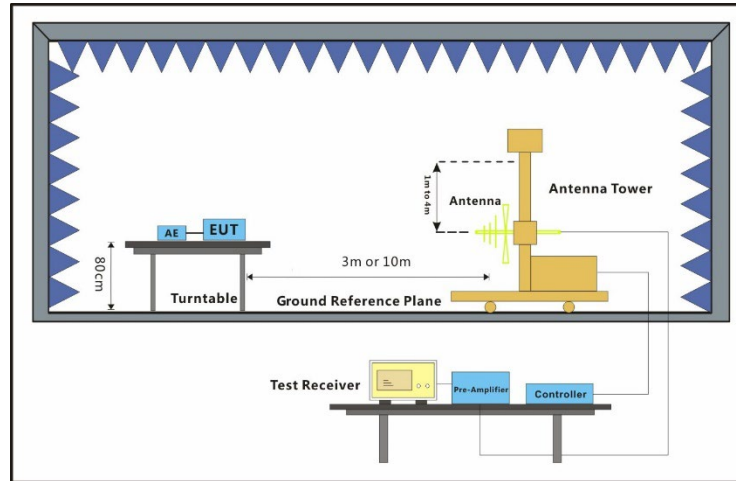 1m to 4m
Antenna
Antenna Tower
AE
EUT
80cm
3m or 10m
Turntable
Ground Reference Plane
Test Receiver
Pre-Amplifier
Controller